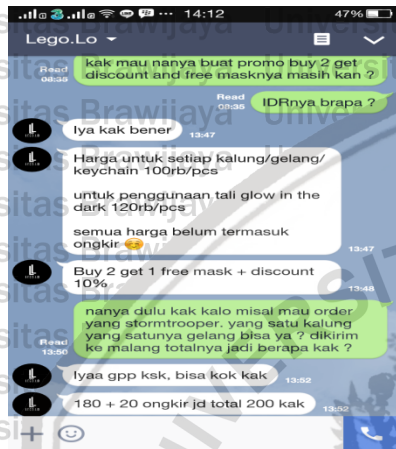 14:12
47%
Lego.Lo
kak mau nanya buat promo buy 2 get
discount and free masknya masih kan ?
Read
08:35
IDRnya brapa ?
Read
08:35
Iya kak bener
13:47
Harga untuk setiap kalung/gelang/
keychain 100rb/pcs
untuk penggunaan tali glow in the
dark 120rb/pcs
semua harga belum termasuk
ongkir
13:47
Buy 2 get 1 free mask + discount
10%
13:48
nanya dulu kak kalo misal mau order
yang stormtrooper. yang satu kalung
yang satunya gelang bisa ya ? dikirim
ke malang totalnya jadi berapa kak ?
Read
13:50
Iyaa gpp ksk, bisa kok kak
13:52
180 + 20 ongkir jd total 200 kak
13:52